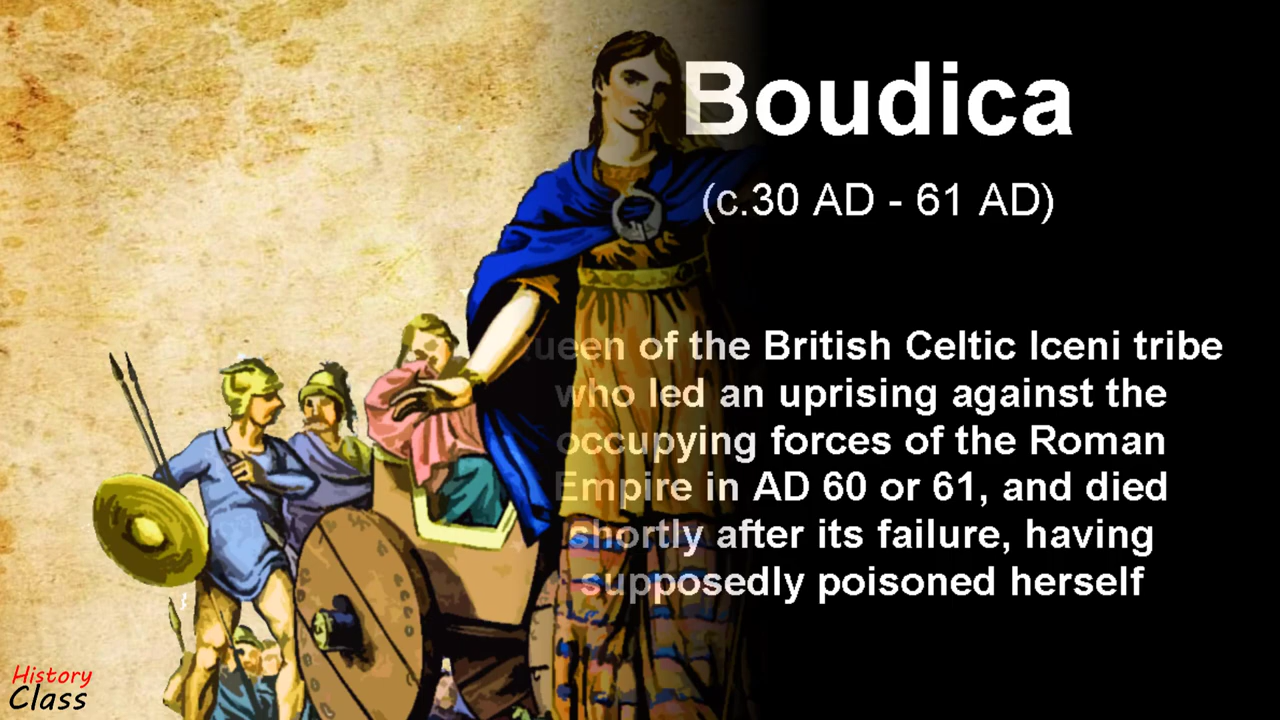 Boudica
(c.30 AD - 61 AD)
Queen of the British Celtic Iceni tribe
who led an uprising against the
occupying forces of the Roman
Empire in AD 60 or 61, and died
shortly after its failure, having
supposedly poisoned herself
History
Class